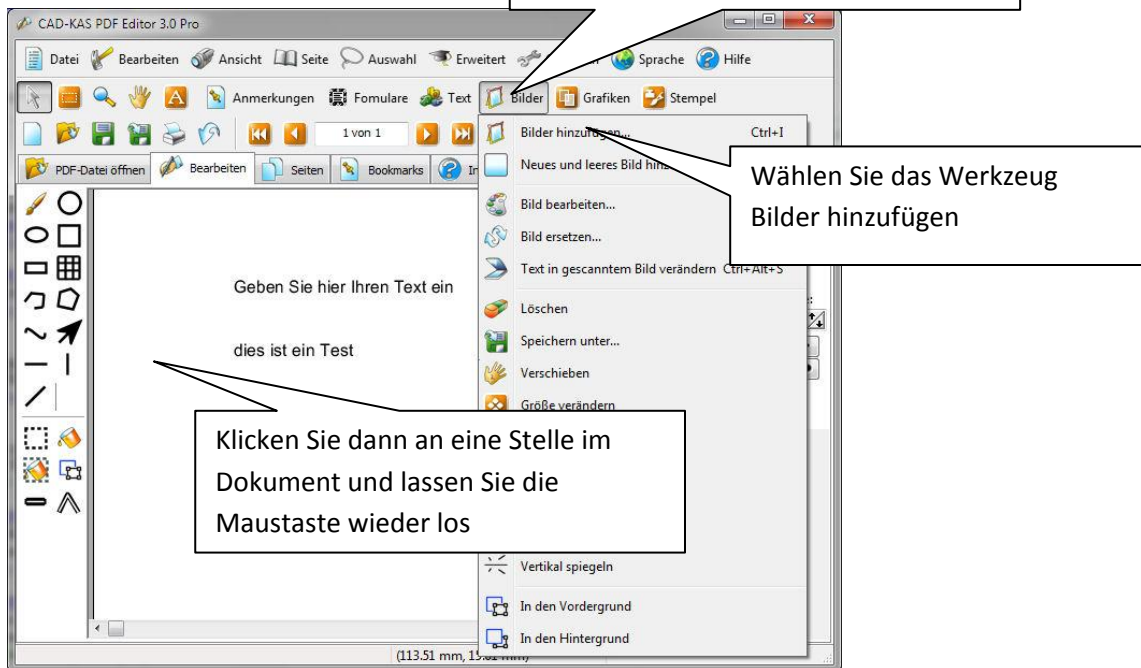 CAD-KAS PDF Editor 3.0 Pro
Datei Bearbeiten Ansicht Seite Auswahl Erweitert Sprache Hilfe
Anmerkungen Fomulare Text Bilder Grafiken Stempel
1 von 1
PDF-Datei öffnen Bearbeiten Seiten Bookmarks
Bilder hinzufügen... Ctrl+I
Neues und leeres Bild
Bild bearbeiten...
Bild ersetzen...
Text in gescanntem Bild verändern Ctrl+Alt+S
Löschen
Speichern unter...
Verschieben
Größe verändern
Vertikal spiegeln
In den Vordergrund
In den Hintergrund
Wählen Sie das Werkzeug
Bilder hinzufügen
Geben Sie hier Ihren Text ein
dies ist ein Test
Klicken Sie dann an eine Stelle im
Dokument und lassen Sie die
Maustaste wieder los
(113.51 mm,